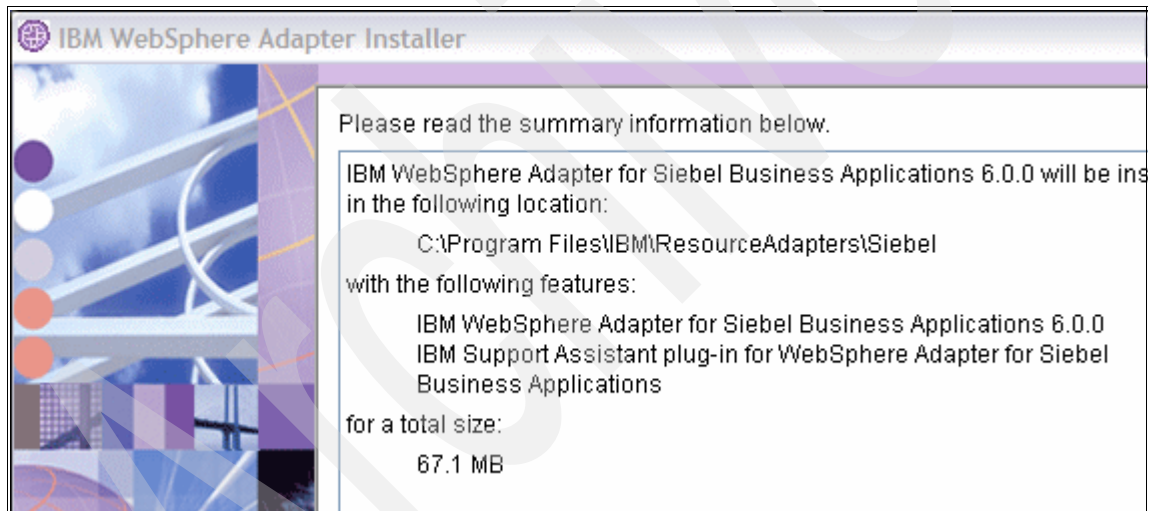 IBM WebSphere Adapter Installer
Please read the summary information below.
IBM WebSphere Adapter for Siebel Business Applications 6.0.0 will be ins
in the following location:
C:\Program Files\IBM\ResourceAdapters\Siebel
with the following features:
IBM WebSphere Adapter for Siebel Business Applications 6.0.0
IBM Support Assistant plug-in for WebSphere Adapter for Siebel
Business Applications
for a total size:
67.1 MB